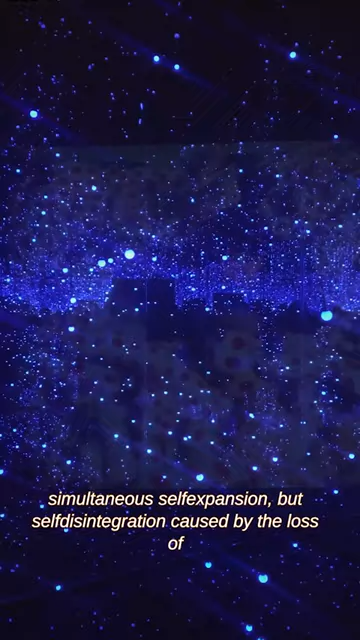 simultaneous selfexpansion, but
selfdisintegration caused by the loss
of